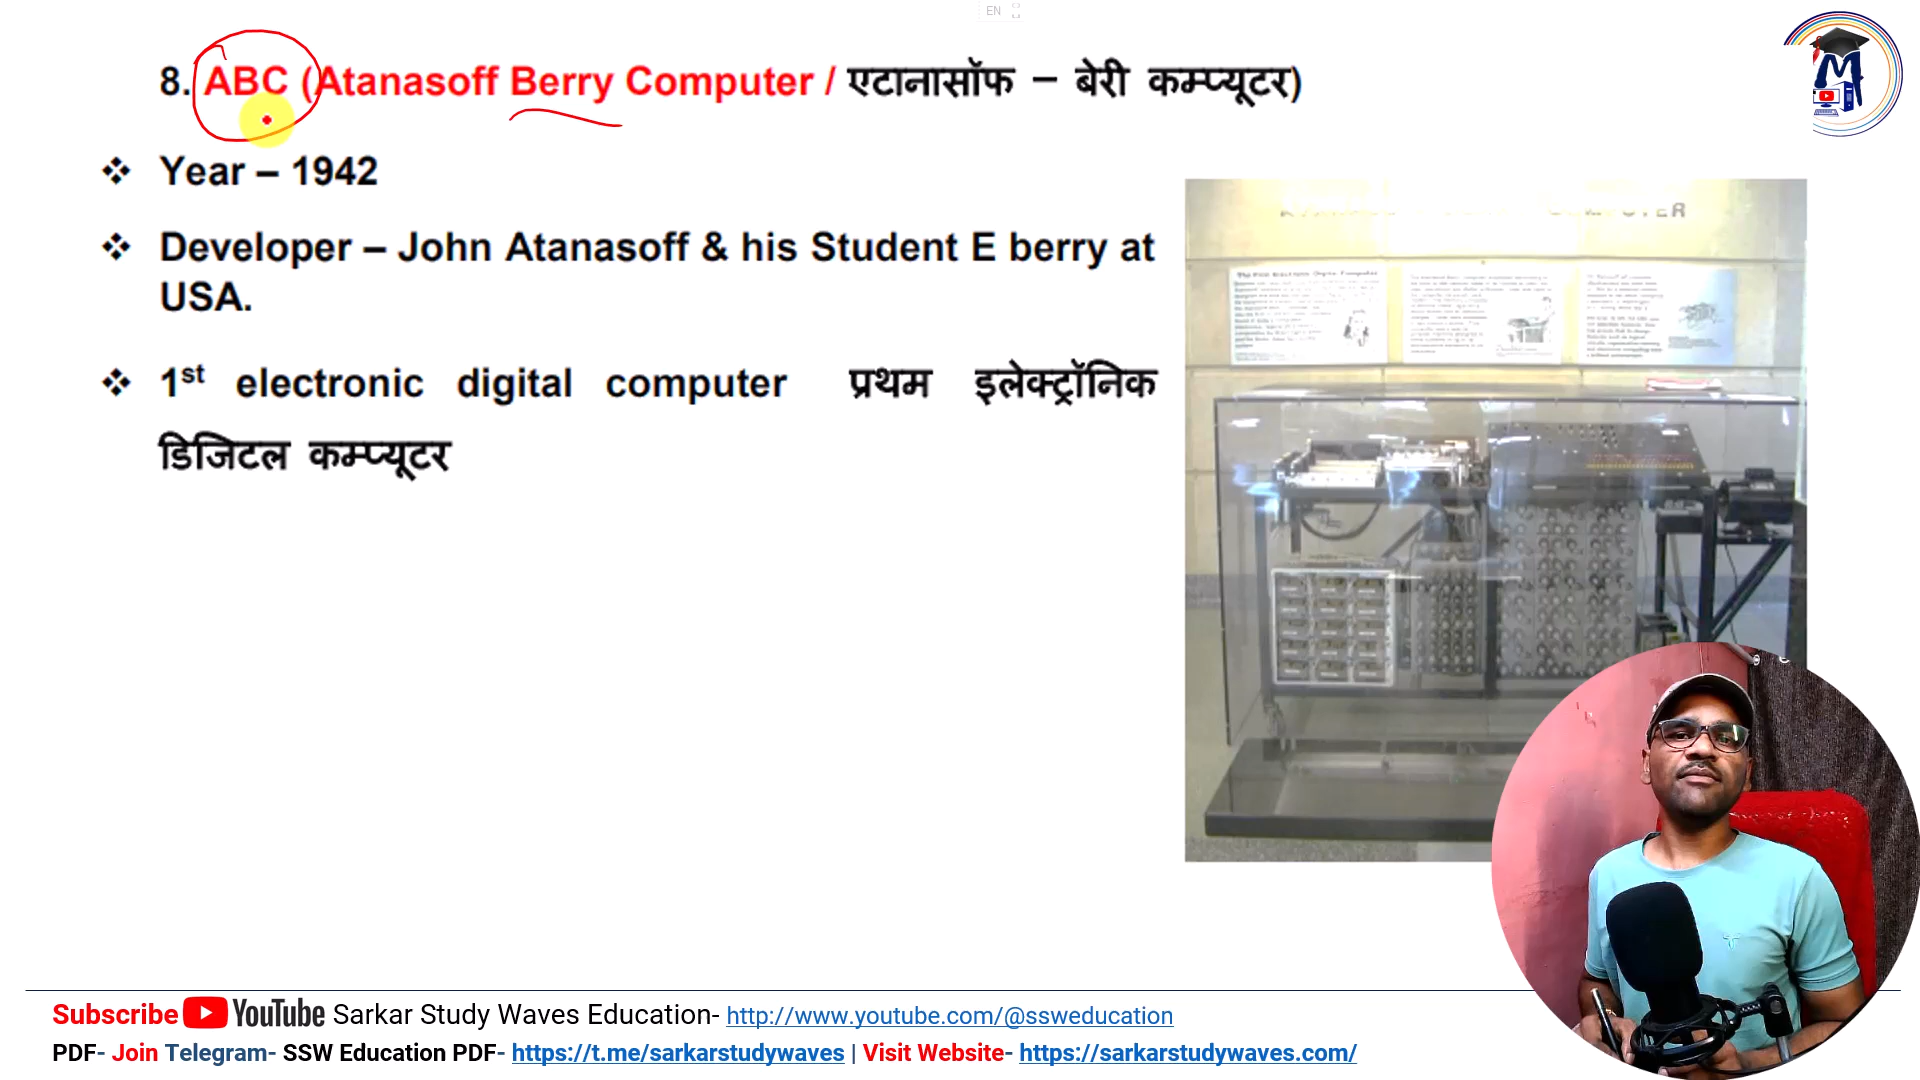 EN
8. ABC (Atanasoff Berry Computer / एटानासॉफ – बेरी कम्प्यूटर)
❖ Year – 1942
❖ Developer – John Atanasoff & his Student E berry at
USA.
❖ 1st electronic digital computer प्रथम इलेक्ट्रॉनिक
डिजिटल कम्प्यूटर
Subscribe YouTube Sarkar Study Waves Education- http://www.youtube.com/@ssweducation
PDF- Join Telegram- SSW Education PDF- https://t.me/sarkarstudywaves | Visit Website- https://sarkarstudywaves.com/